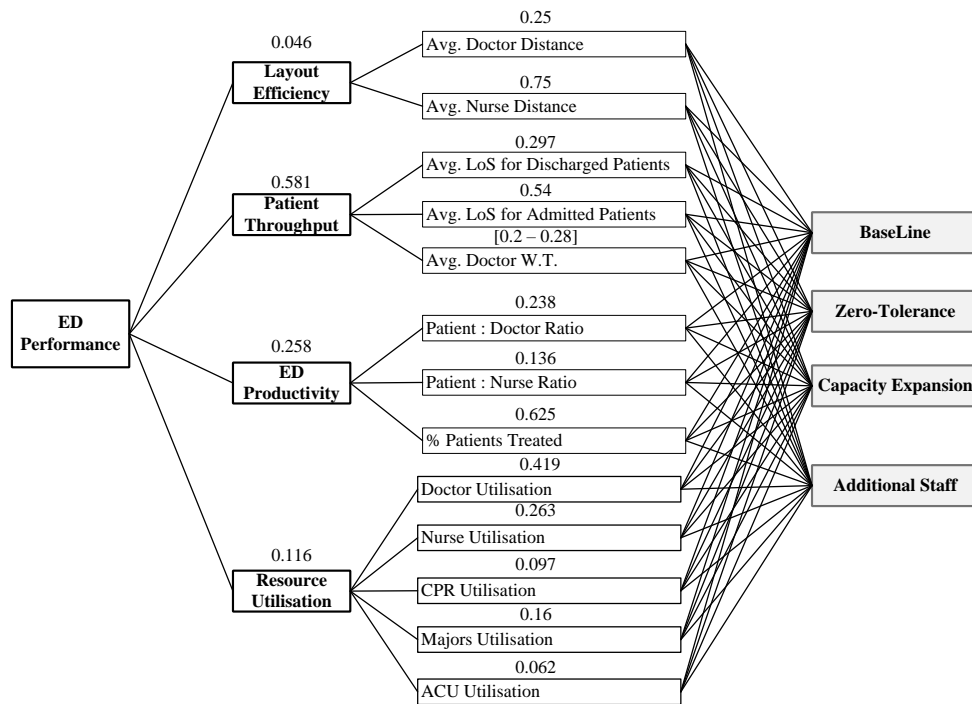 ED
Performance
0.046
Layout
Efficiency
0.581
Patient
Throughput
0.258
ED
Productivity
0.116
Resource
Utilisation
0.25
Avg. Doctor Distance
0.75
Avg. Nurse Distance
0.297
Avg. LoS for Discharged Patients
0.54
Avg. LoS for Admitted Patients
[0.2 – 0.28]
Avg. Doctor W.T.
0.238
Patient : Doctor Ratio
0.136
Patient : Nurse Ratio
0.625
% Patients Treated
0.419
Doctor Utilisation
0.263
Nurse Utilisation
0.097
CPR Utilisation
0.16
Majors Utilisation
0.062
ACU Utilisation
BaseLine
Zero-Tolerance
Capacity Expansion
Additional Staff